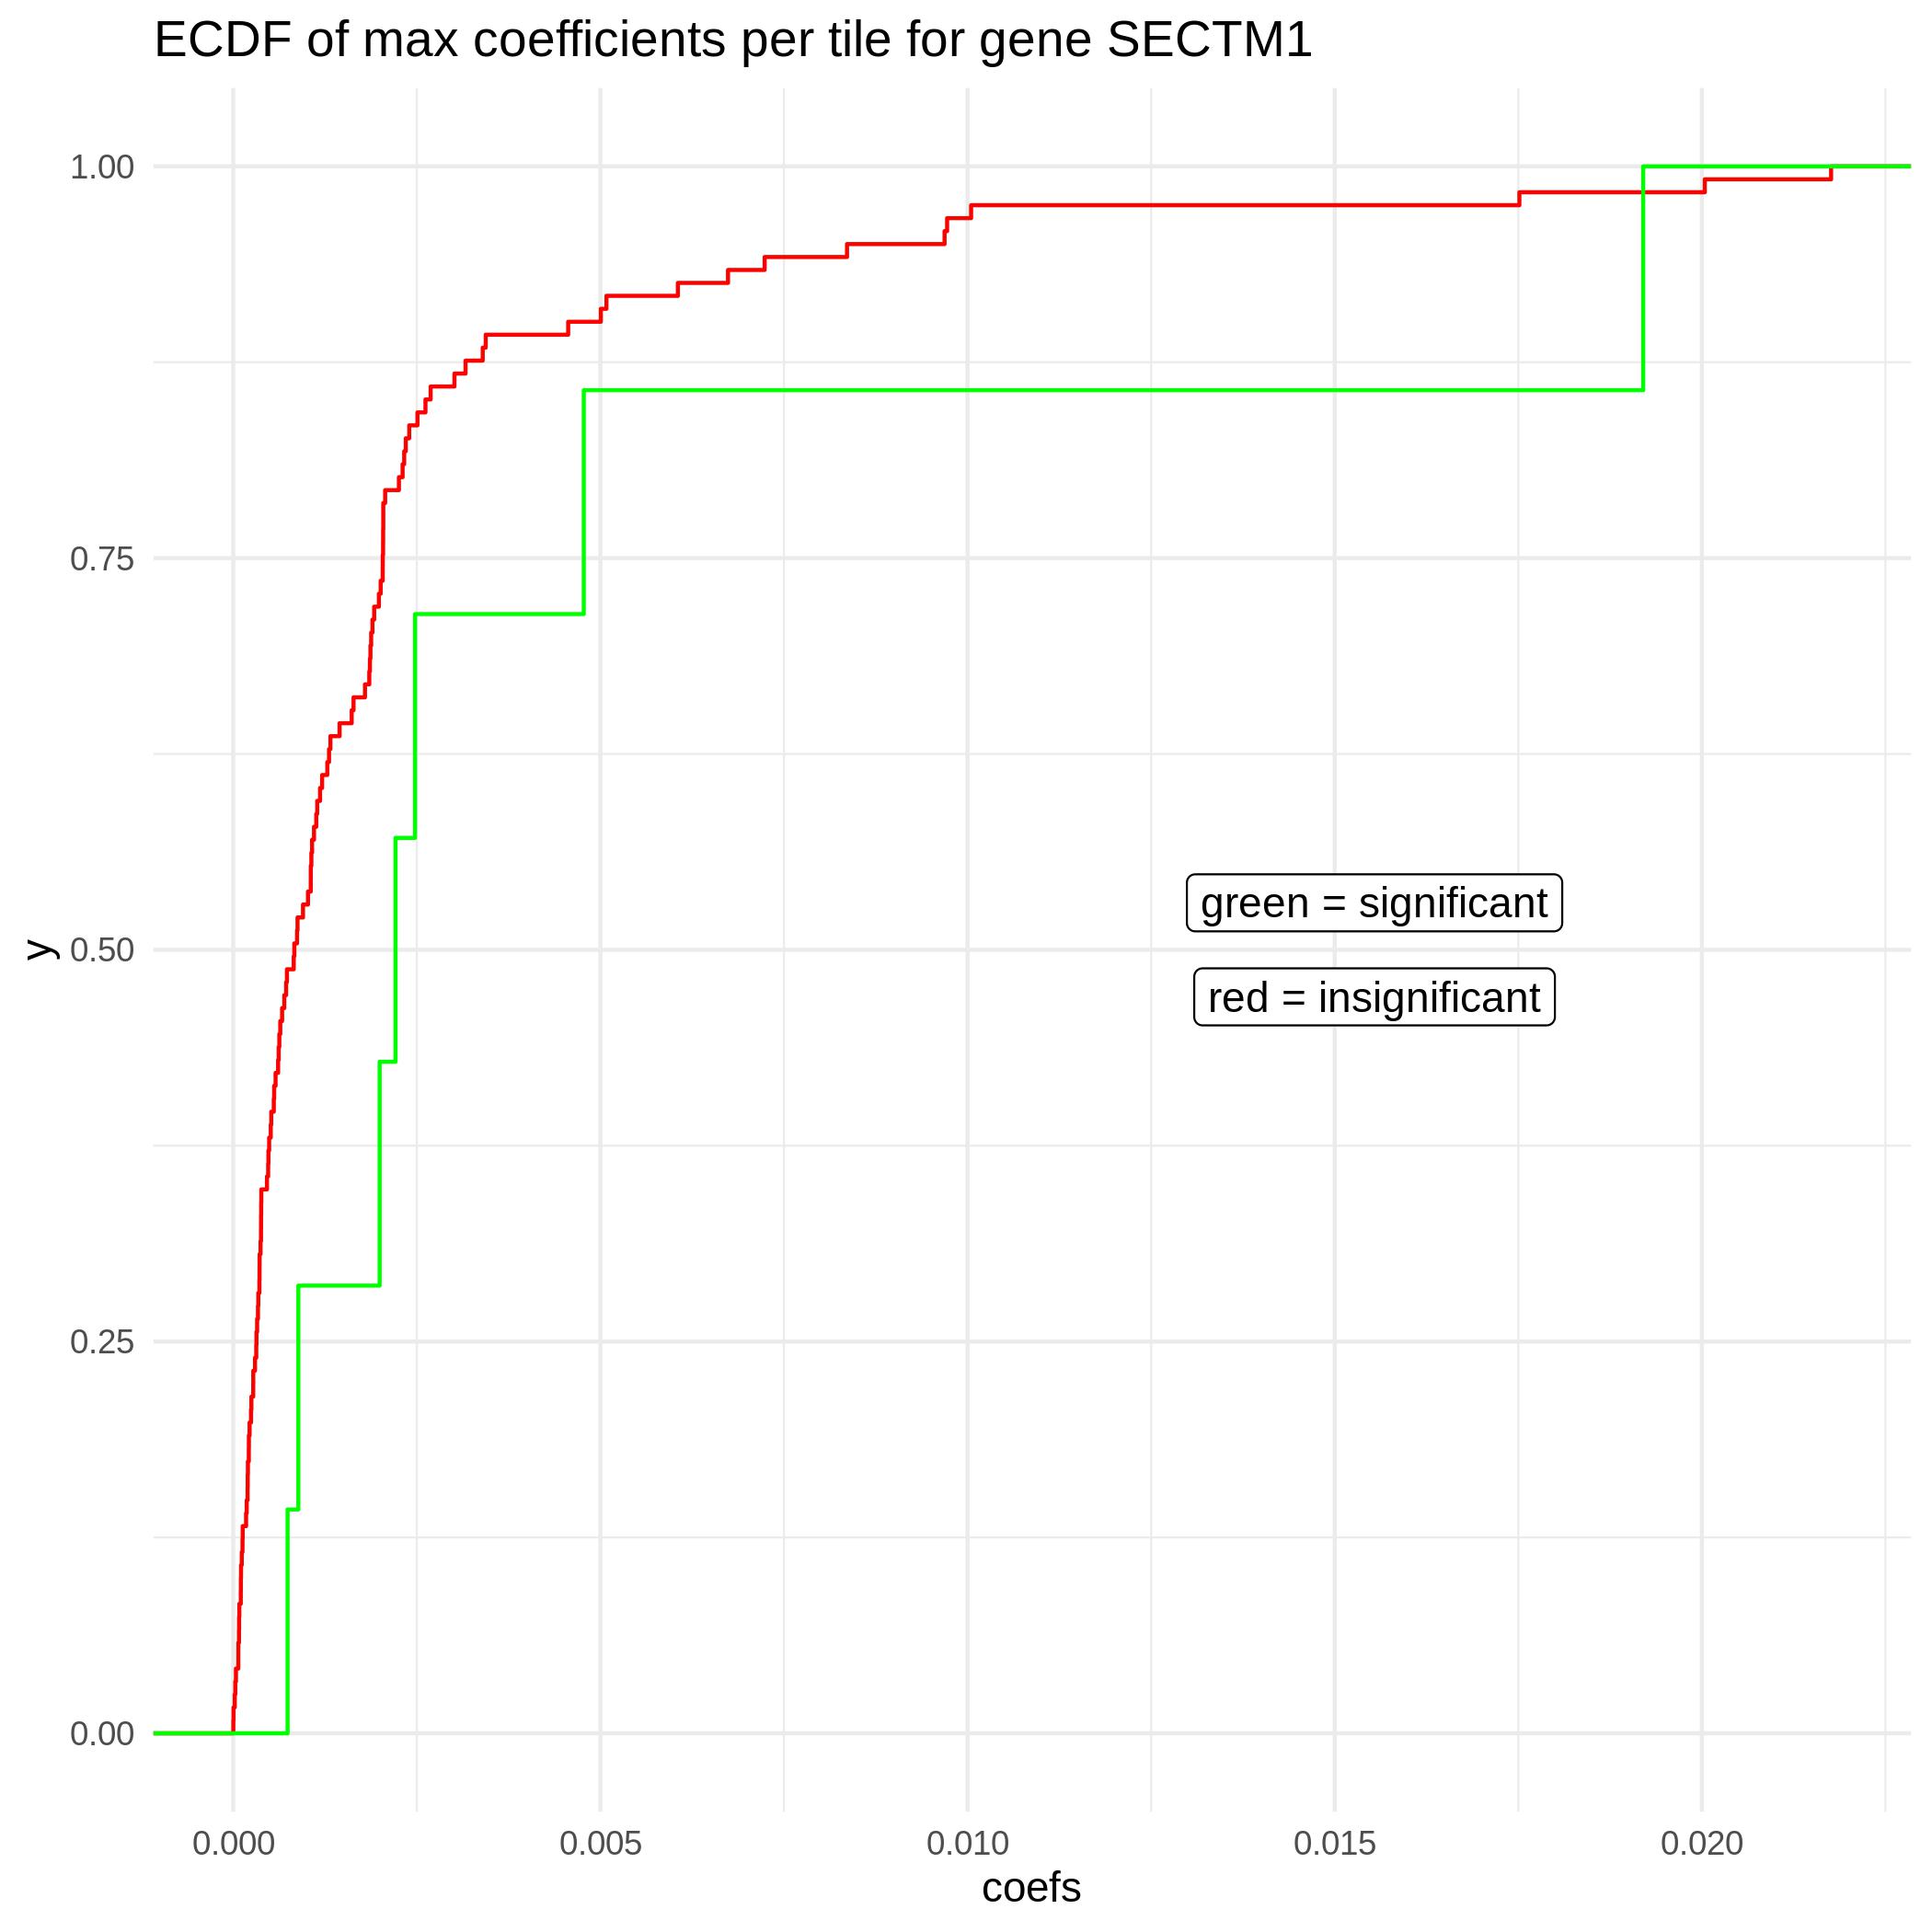 ECDF of max coefficients per tile for gene SECTM1
1.00
0.75
0.50
0.25
0.00
y
green = significant
red = insignificant
0.000 0.005 0.010 0.015 0.020
coefs